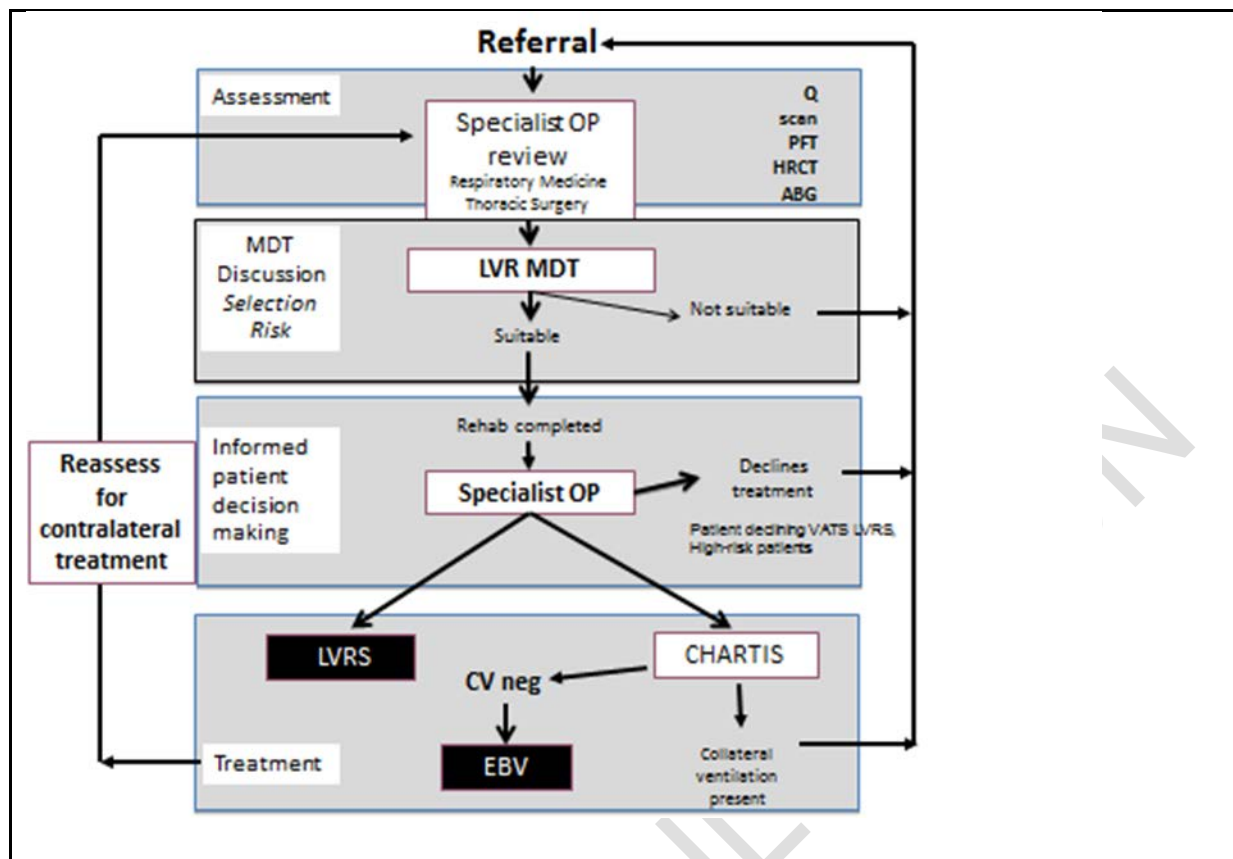 Referral
Assessment
Specialist OP
review
Respiratory Medicine
Thoracic Surgery
Q
scan
PFT
HRCT
ABG
MDT
Discussion
Selection
Risk
LVR MDT
Not suitable
Suitable
Rehab completed
Informed
patient
decision
making
Specialist OP
Declines
treatment
Patient declining VATS LVRS,
High-risk patients
Reassess
for
contralateral
treatment
LVRS
CHARTIS
CV neg
EBV
Collateral
ventilation
present
Treatment